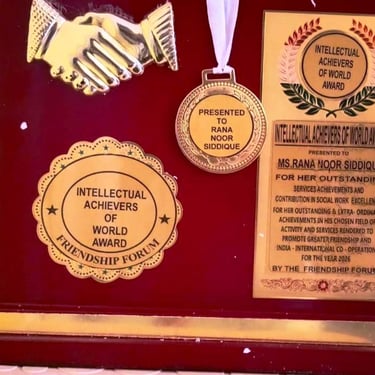 PRESENTED
TO
RANA
NOOR
SIDDIQUE
INTELLECTUAL
ACHIEVERS
OF
WORLD
AWARD
FRIENDSHIP FORUM
INTELLECTUAL
ACHIEVERS
OF WORLD
AWARD
INTELLECTUAL ACHIEVERS OF WORLD
PRESENTED TO
MS.RANA NOOR SIDDIQUE
FOR HER OUTSTANDING
SERVICES ACHIEVEMENTS AND
CONTRIBUTION IN SOCIAL WORK EXCELLEN
FOR HER OUTSTANDING & EXTRA- ORDINA
ACHIEVEMENTS IN HIS CHOSEN FIELD OF
ACTIVITY AND SERVICES RENDERED TO
PROMOTE GREATER FRIENDSHIP AND
INDIA - INTERNATIONAL CO - OPERATION
FOR THE YEAR 2026
BY THE FRIENDSHIP FORUM